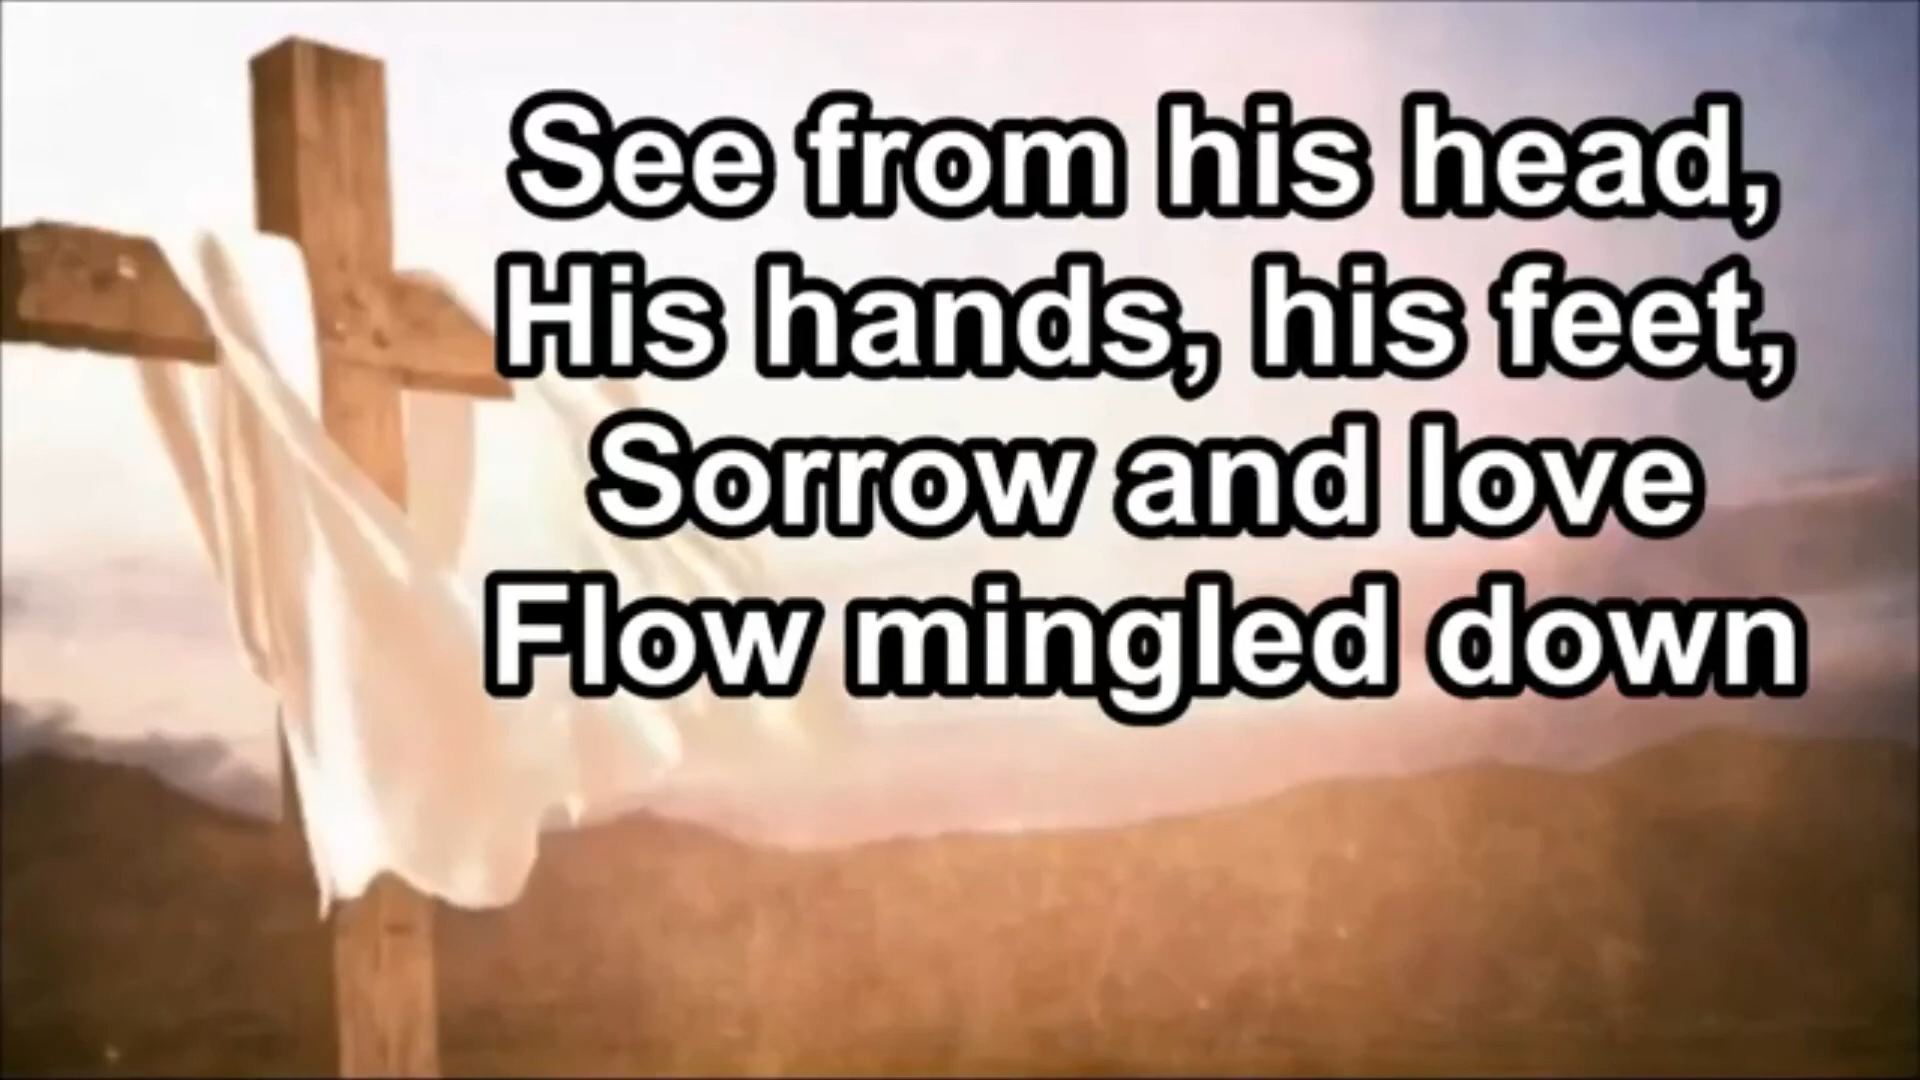 See from his head,
His hands, his feet,
Sorrow and love
Flow mingled down